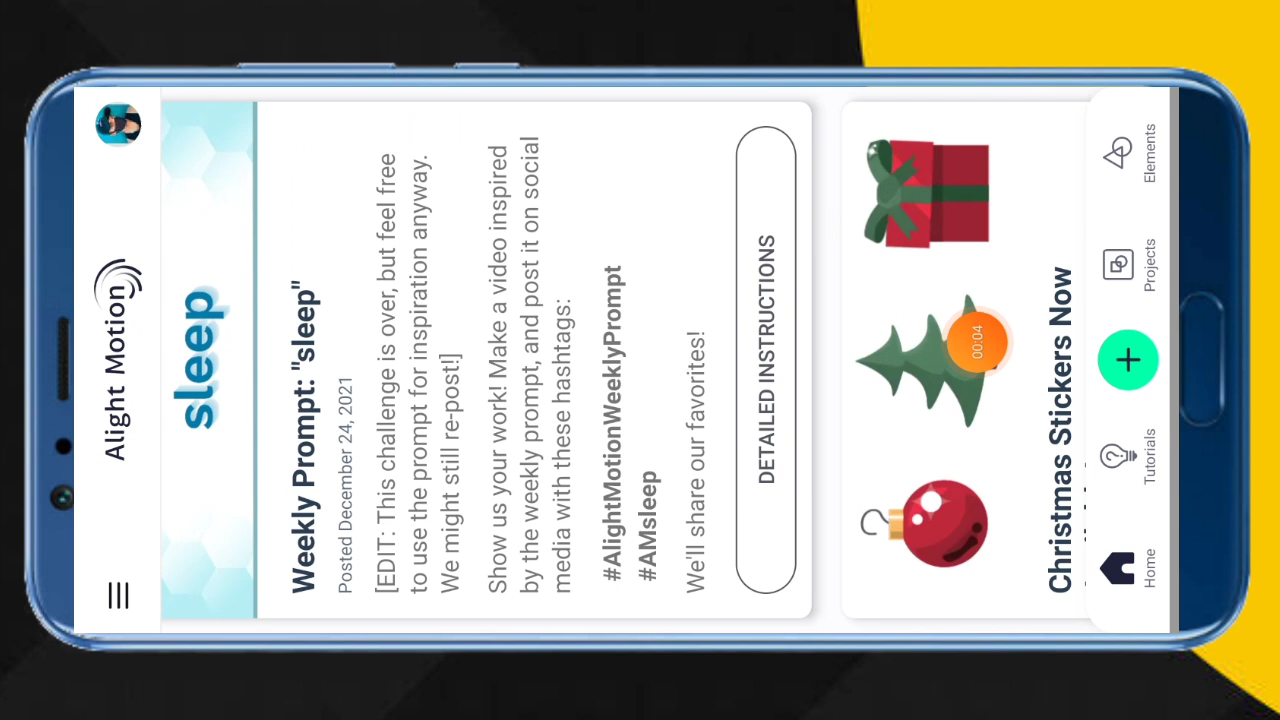 Alight Motion
sleep
Weekly Prompt: "sleep"
Posted December 24, 2021
[EDIT: This challenge is over, but feel free
to use the prompt for inspiration anyway.
We might still re-post!]
Show us your work! Make a video inspired
by the weekly prompt, and post it on social
media with these hashtags:
#AlightMotionWeeklyPrompt
#AMsleep
We'll share our favorites!
DETAILED INSTRUCTIONS
00:04
Christmas Stickers Now
Home
Tutorials
Projects
Elements